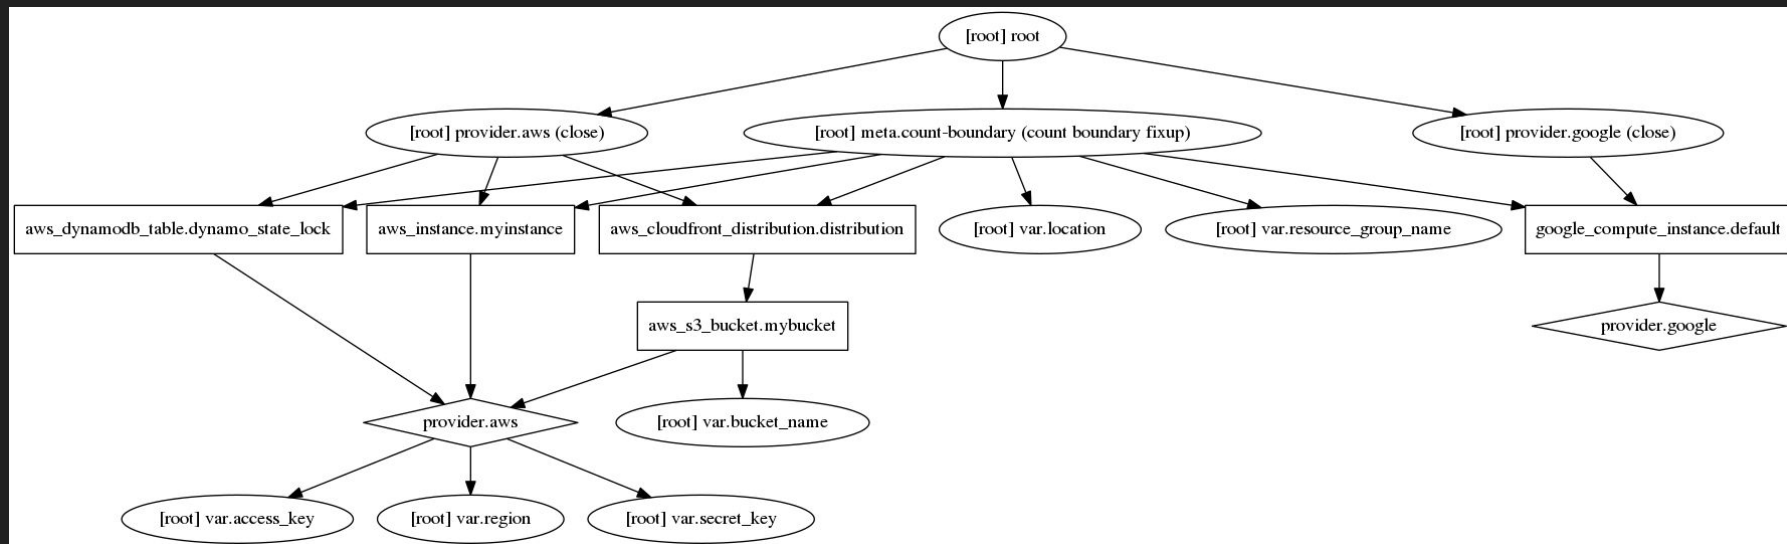 [root] root
[root] provider.aws (close)
[root] meta.count-boundary (count boundary fixup)
[root] provider.google (close)
aws_dynamodb_table.dynamo_state_lock
aws_instance.myinstance
aws_cloudfront_distribution.distribution
[root] var.location
[root] var.resource_group_name
google_compute_instance.default
aws_s3_bucket.mybucket
provider.google
provider.aws
[root] var.bucket_name
[root] var.access_key
[root] var.region
[root] var.secret_key